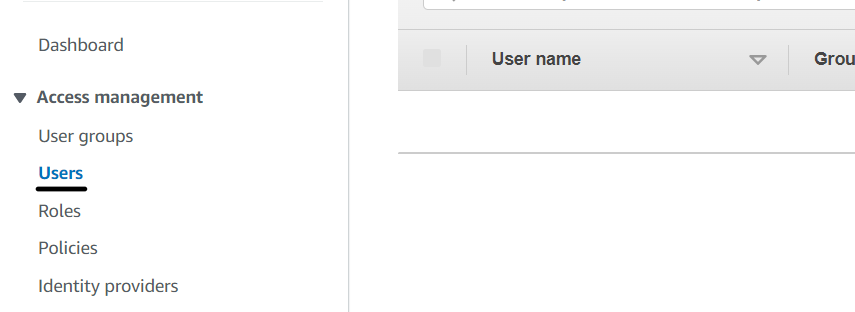 Dashboard
Access management
User groups
Users
Roles
Policies
Identity providers
User name